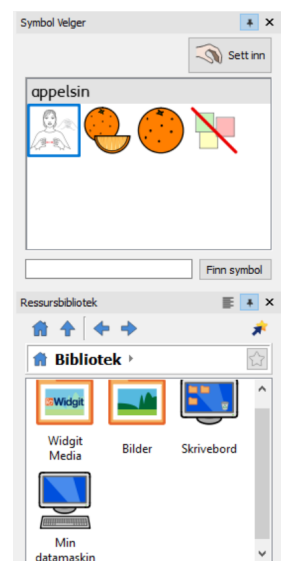 Symbol Velger
Sett inn
appelsin
Finn symbol
Ressursbibliotek
Bibliotek
Widgit
Widgit
Media
Bilder
Skrivebord
Min
datamaskin